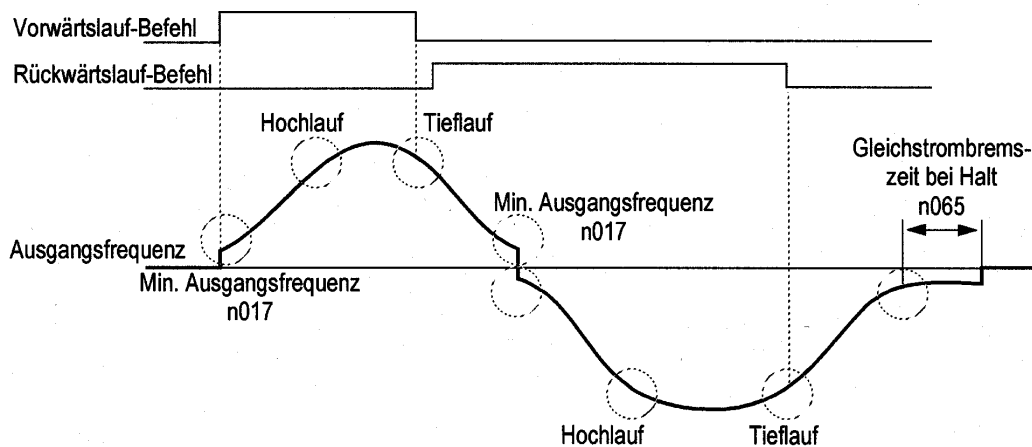 Vorwärtslauf-Befehl
Rückwärtslauf-Befehl
Hochlauf
Tieflauf
Gleichstrombrems-
zeit bei Halt
n065
Min. Ausgangsfrequenz
n017
Ausgangsfrequenz
Min. Ausgangsfrequenz
n017
Hochlauf
Tieflauf